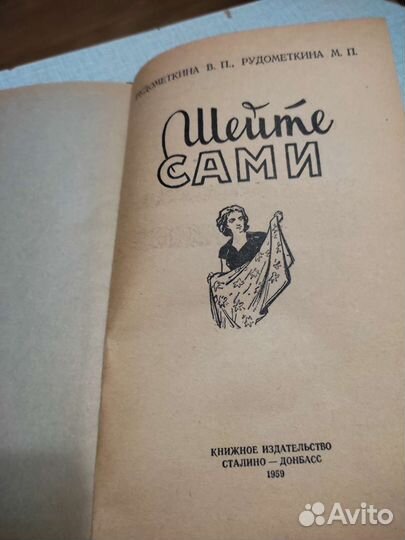 РУДОМЕТКИНА В. П., РУДОМЕТКИНА М. П.
Шейте
САМИ
КНИЖНОЕ ИЗДАТЕЛЬСТВО
СТАЛИНО — ДОНБАСС
1959
Avito